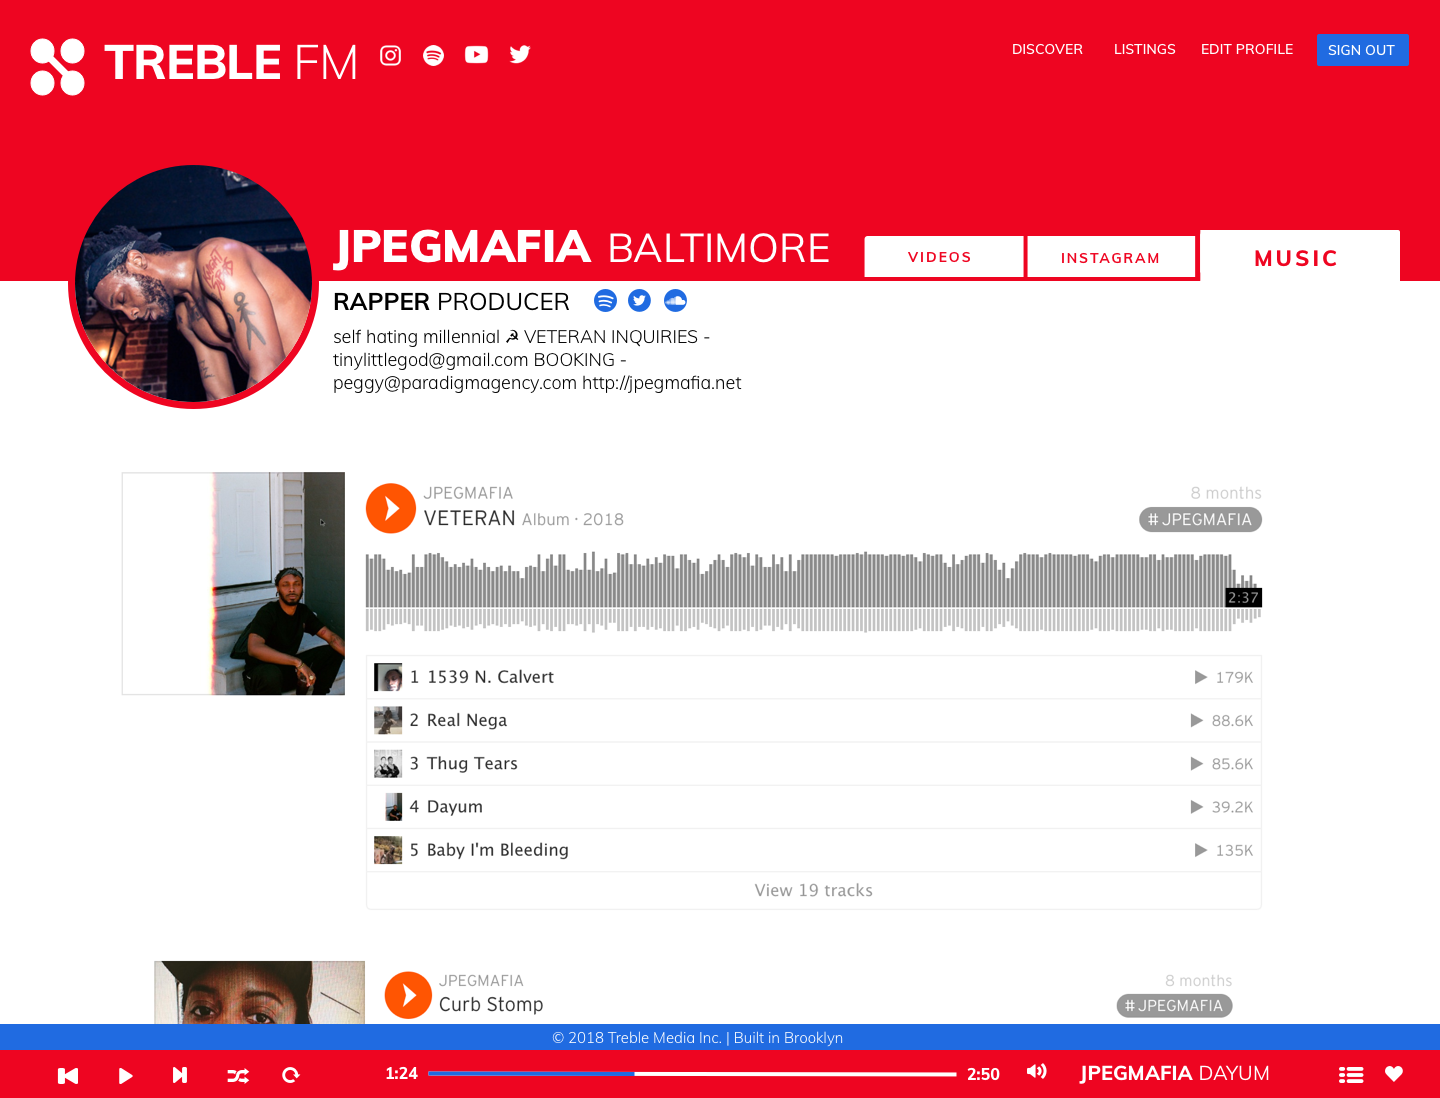 TREBLE FM
DISCOVER LISTINGS EDIT PROFILE SIGN OUT
JPEGMAFIA BALTIMORE
VIDEOS INSTAGRAM MUSIC
RAPPER PRODUCER
self hating millennial ☭ VETERAN INQUIRIES -
tinylittlegod@gmail.com BOOKING -
peggy@paradigmagency.com http://jpegmafia.net
JPEGMAFIA 8 months
VETERAN Album · 2018 # JPEGMAFIA
2:37
1 1539 N. Calvert 179K
2 Real Nega 88.6K
3 Thug Tears 85.6K
4 Dayum 39.2K
5 Baby I'm Bleeding 135K
View 19 tracks
JPEGMAFIA 8 months
Curb Stomp # JPEGMAFIA
© 2018 Treble Media Inc. | Built in Brooklyn
1:24 2:50 JPEGMAFIA DAYUM